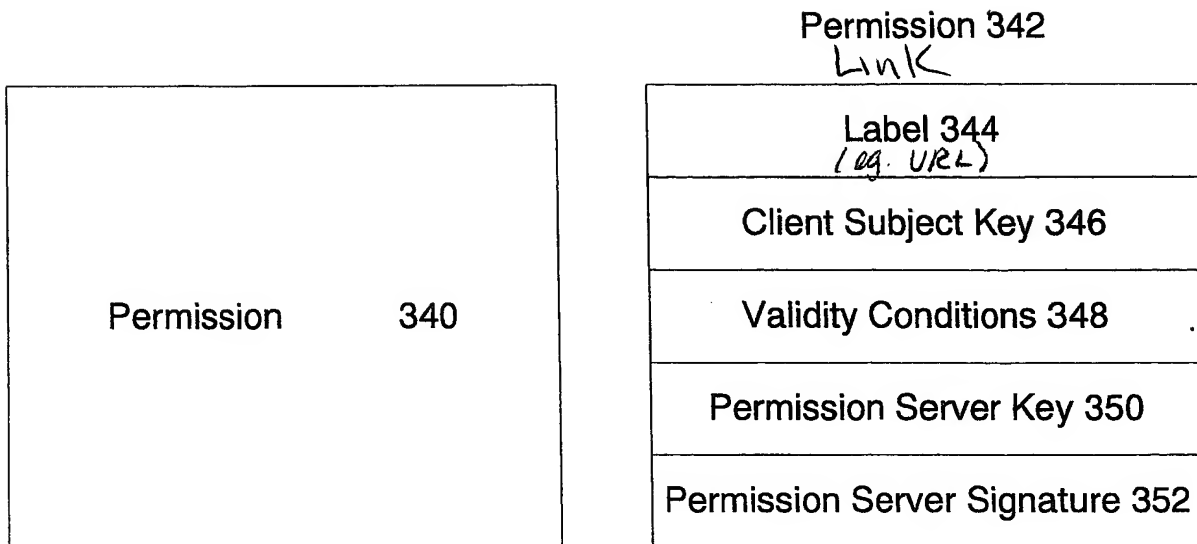 Permission 342
Link
Label 344
(eg. URL)
Client Subject Key 346
Permission 340
Validity Conditions 348
Permission Server Key 350
Permission Server Signature 352